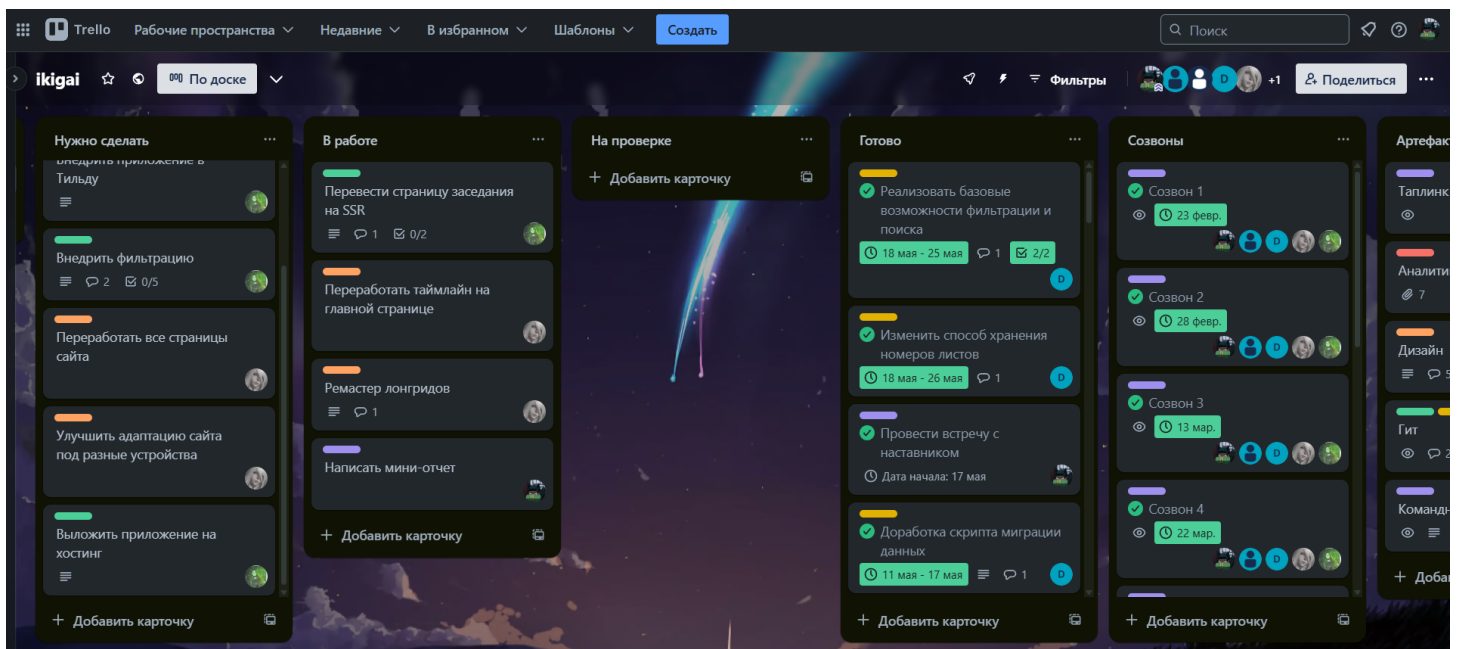 Trello
Рабочие пространства
Недавние
В избранном
Шаблоны
Создать
Поиск
ikigai
По доске
Фильтры
D
+1
Поделиться
Нужно сделать
Внедрить приложение в
Тильду
Внедрить фильтрацию
2
0/5
Переработать все страницы
сайта
Улучшить адаптацию сайта
под разные устройства
Выложить приложение на
хостинг
Добавить карточку
В работе
Перевести страницу заседания
на SSR
1
0/2
Переработать таймлайн на
главной странице
Ремастер лонгридов
1
Написать мини-отчет
Добавить карточку
На проверке
Добавить карточку
Готово
Реализовать базовые
возможности фильтрации и
поиска
18 мая - 25 мая
1
2/2
D
Изменить способ хранения
номеров листов
18 мая - 26 мая
1
D
Провести встречу с
наставником
Дата начала: 17 мая
Доработка скрипта миграции
данных
11 мая - 17 мая
1
D
Добавить карточку
Созвоны
Созвон 1
23 февр.
D
Созвон 2
28 февр.
D
Созвон 3
13 мар.
D
Созвон 4
22 мар.
D
Добавить карточку
Артефак
Таплинк
Аналити
7
Дизайн
5
Гит
2
Командн
Доба